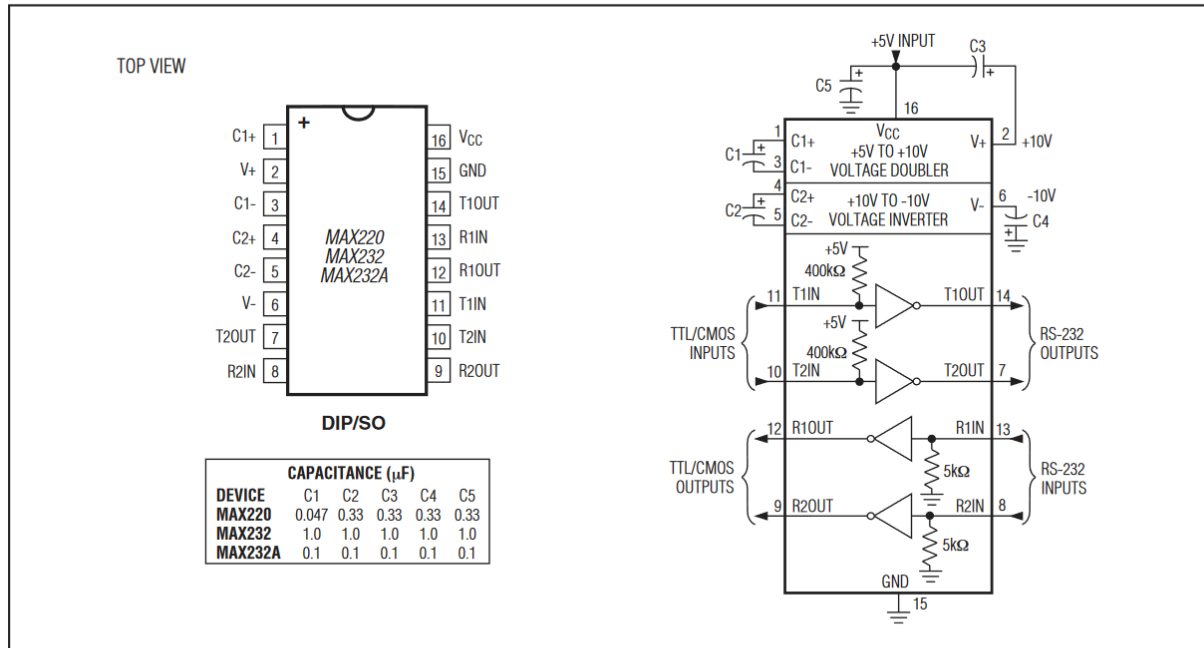 TOP VIEW
+
C1+ 1
V+ 2
C1- 3
C2+ 4
C2- 5
V- 6
T2OUT 7
R2IN 8
16 VCC
15 GND
14 T1OUT
13 R1IN
12 R1OUT
11 T1IN
10 T2IN
9 R2OUT
MAX220
MAX232
MAX232A
DIP/SO
CAPACITANCE (µF)
DEVICE C1 C2 C3 C4 C5
MAX220 0.047 0.33 0.33 0.33 0.33
MAX232 1.0 1.0 1.0 1.0 1.0
MAX232A 0.1 0.1 0.1 0.1 0.1
+5V INPUT
C3
+
C5
+
16
VCC
1
C1+
C1
+
3
C1-
+5V TO +10V
VOLTAGE DOUBLER
V+
2
+10V
4
C2+
C2
+
5
C2-
+10V TO -10V
VOLTAGE INVERTER
V-
6
-10V
C4
+
+5V
400kΩ
11 T1IN T1OUT 14
+5V
400kΩ
TTL/CMOS
INPUTS
RS-232
OUTPUTS
10 T2IN T2OUT 7
12 R1OUT R1IN 13
5kΩ
TTL/CMOS
OUTPUTS
RS-232
INPUTS
9 R2OUT R2IN 8
5kΩ
GND
15